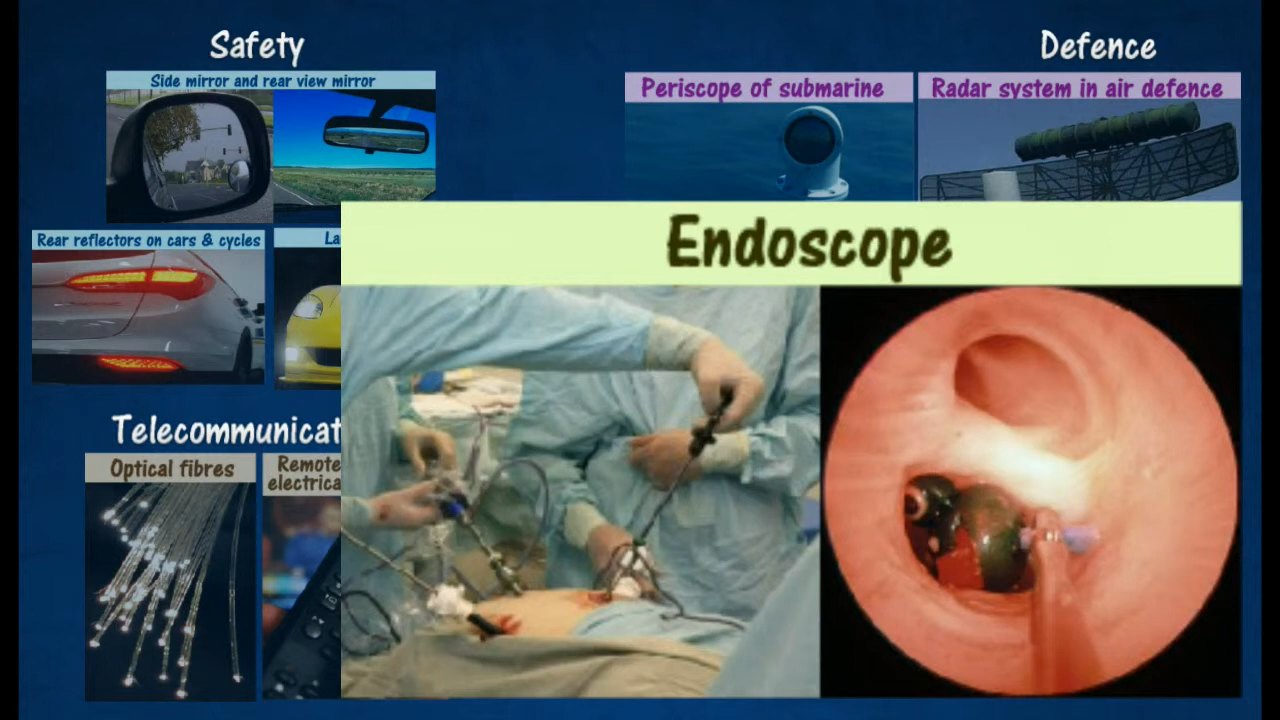 Safety
Defence
Side mirror and rear view mirror
Periscope of submarine
Radar system in air defence
Endoscope
Rear reflectors on cars & cycles
Telecommunicat
Optical fibres
Remote
electrica